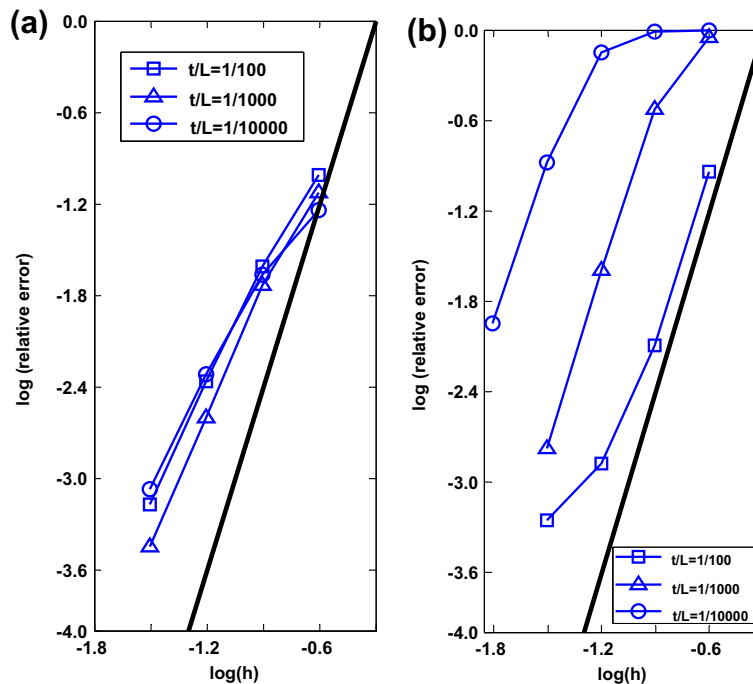 (a)
t/L=1/100
t/L=1/1000
t/L=1/10000
0.0
-0.6
-1.2
-1.8
-2.4
-3.0
-3.6
-4.0
log (relative error)
-1.8
-1.2
-0.6
log(h)
(b)
0.0
-0.6
-1.2
-1.8
-2.4
-3.0
-3.6
-4.0
log (relative error)
t/L=1/100
t/L=1/1000
t/L=1/10000
-1.8
-1.2
-0.6
log(h)